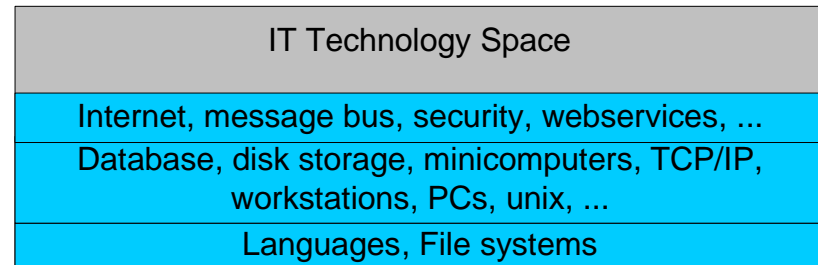 IT Technology Space
Internet, message bus, security, webservices, ...
Database, disk storage, minicomputers, TCP/IP,
workstations, PCs, unix, ...
Languages, File systems